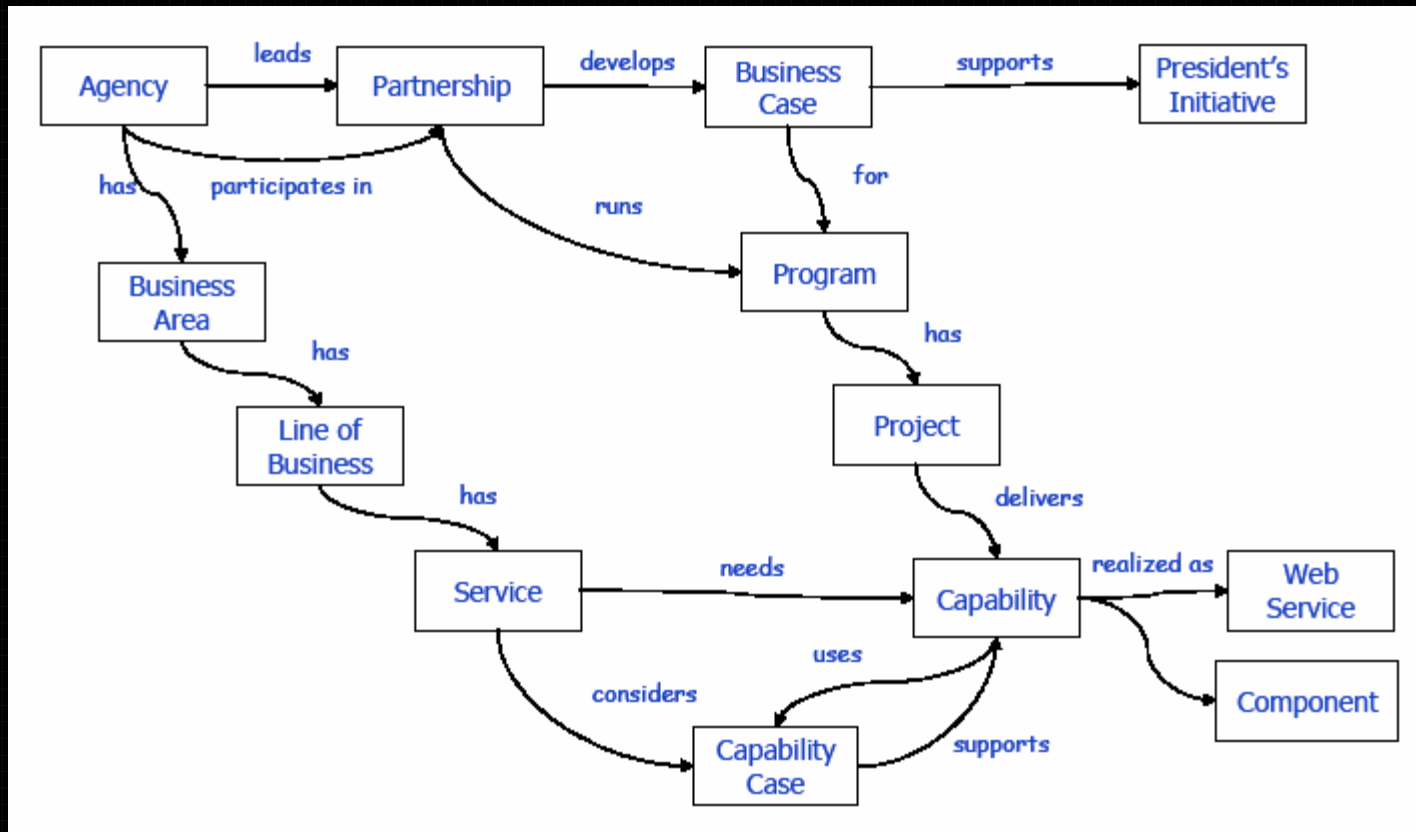 leads
develops
supports
Agency
Partnership
Business
Case
President's
Initiative
has
participates in
runs
for
Business
Area
Program
has
has
Line of
Business
Project
has
delivers
Service
needs
Capability
realized as
Web
Service
considers
uses
Capability
Case
supports
Component